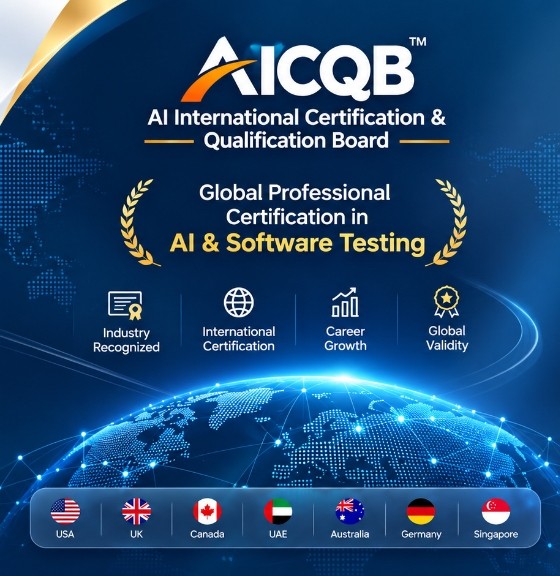 AICQB™
AI International Certification &
Qualification Board
Global Professional
Certification in
AI & Software Testing
Industry
Recognized
International
Certification
Career
Growth
Global
Validity
USA
UK
Canada
UAE
Australia
Germany
Singapore